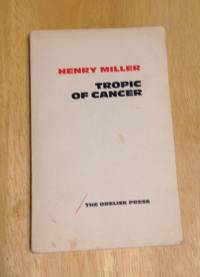 HENRY MILLER
TROPIC
OF CANCER
THE OBELISK PRESS